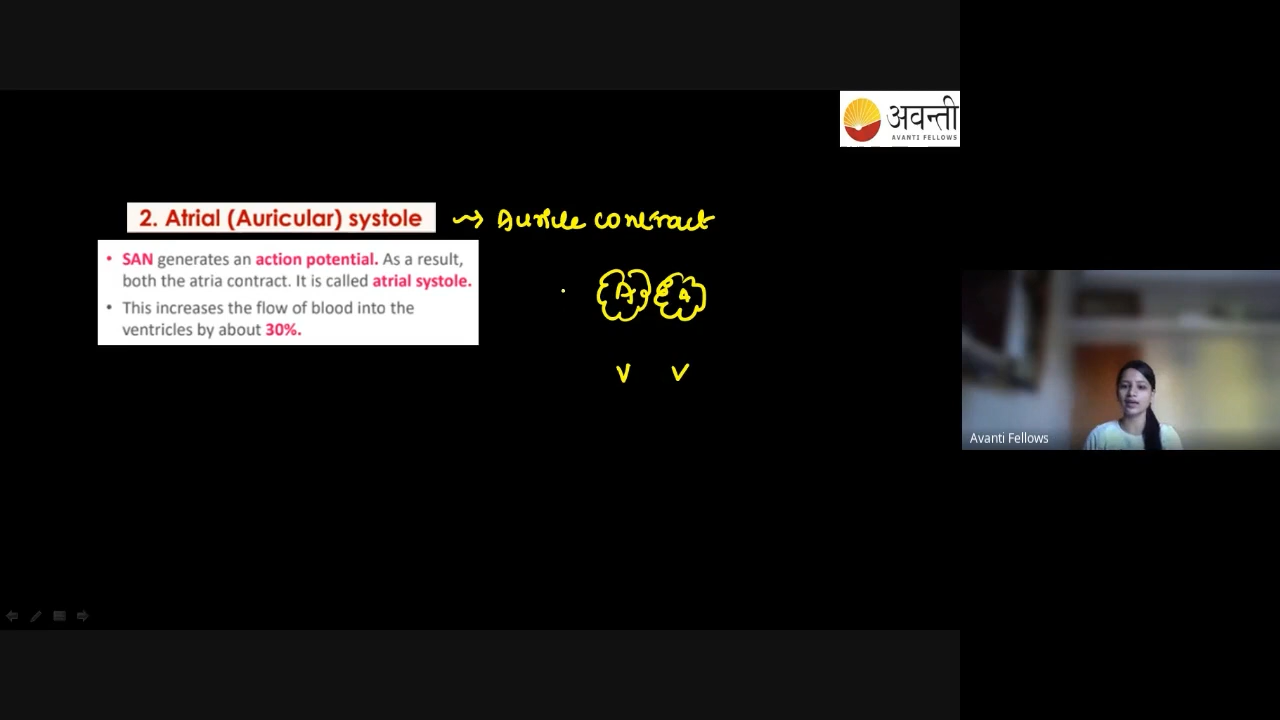 अवन्ती
AVANTI FELLOWS
2. Atrial (Auricular) systole
→ Auricle contract
• SAN generates an action potential. As a result,
both the atria contract. It is called atrial systole.
• This increases the flow of blood into the
ventricles by about 30%.
A A
V V
Avanti Fellows